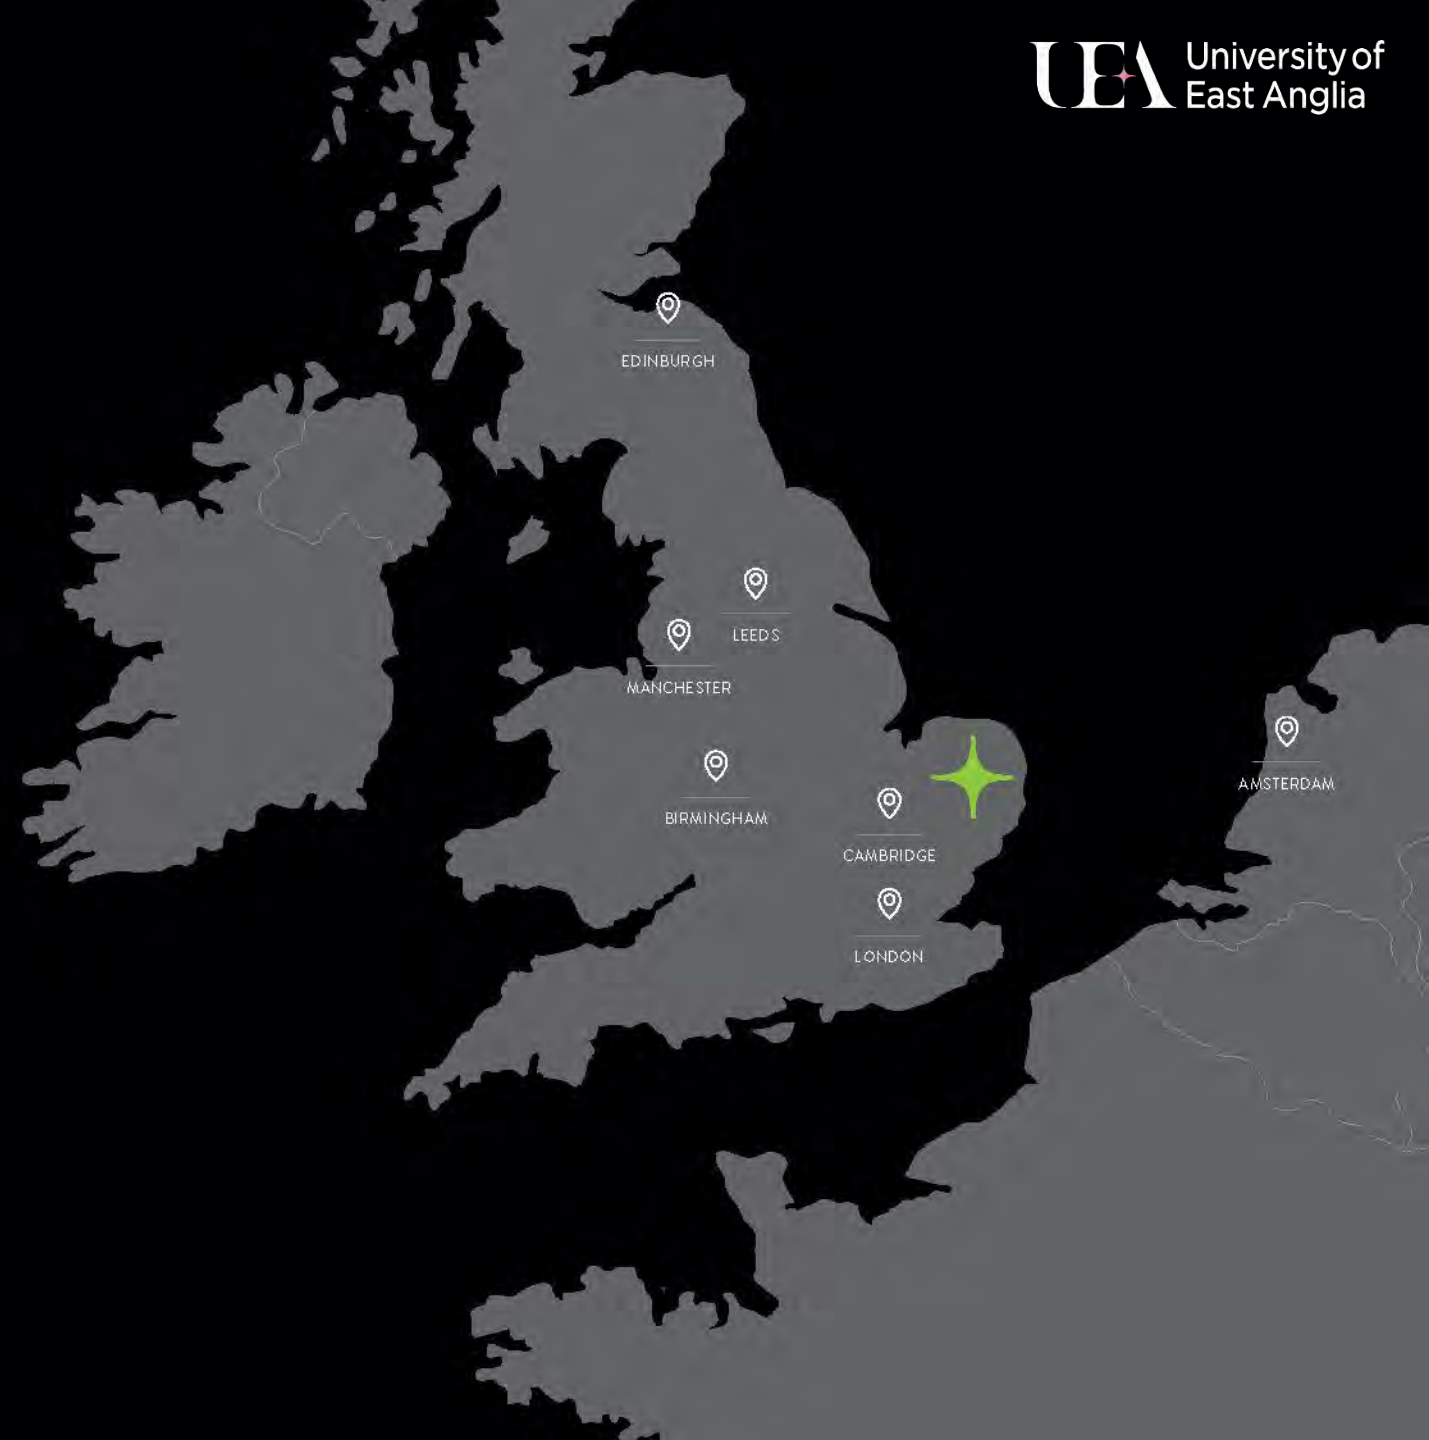 UEA
University of
East Anglia
EDINBURGH
LEEDS
MANCHESTER
AMSTERDAM
BIRMINGHAM
CAMBRIDGE
LONDON